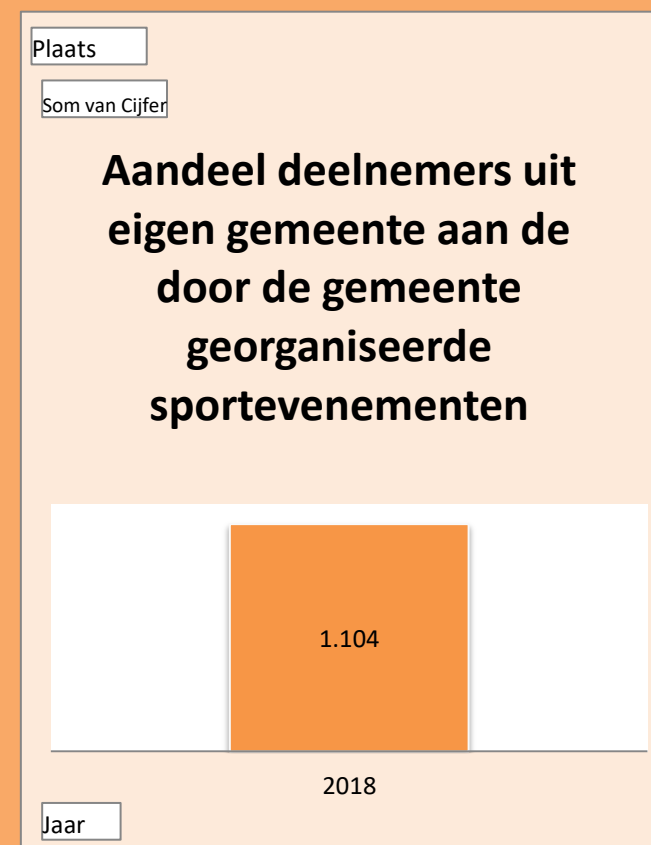 Plaats
Som van Cijfer
Aandeel deelnemers uit
eigen gemeente aan de
door de gemeente
georganiseerde
sportevenementen
1.104
2018
Jaar